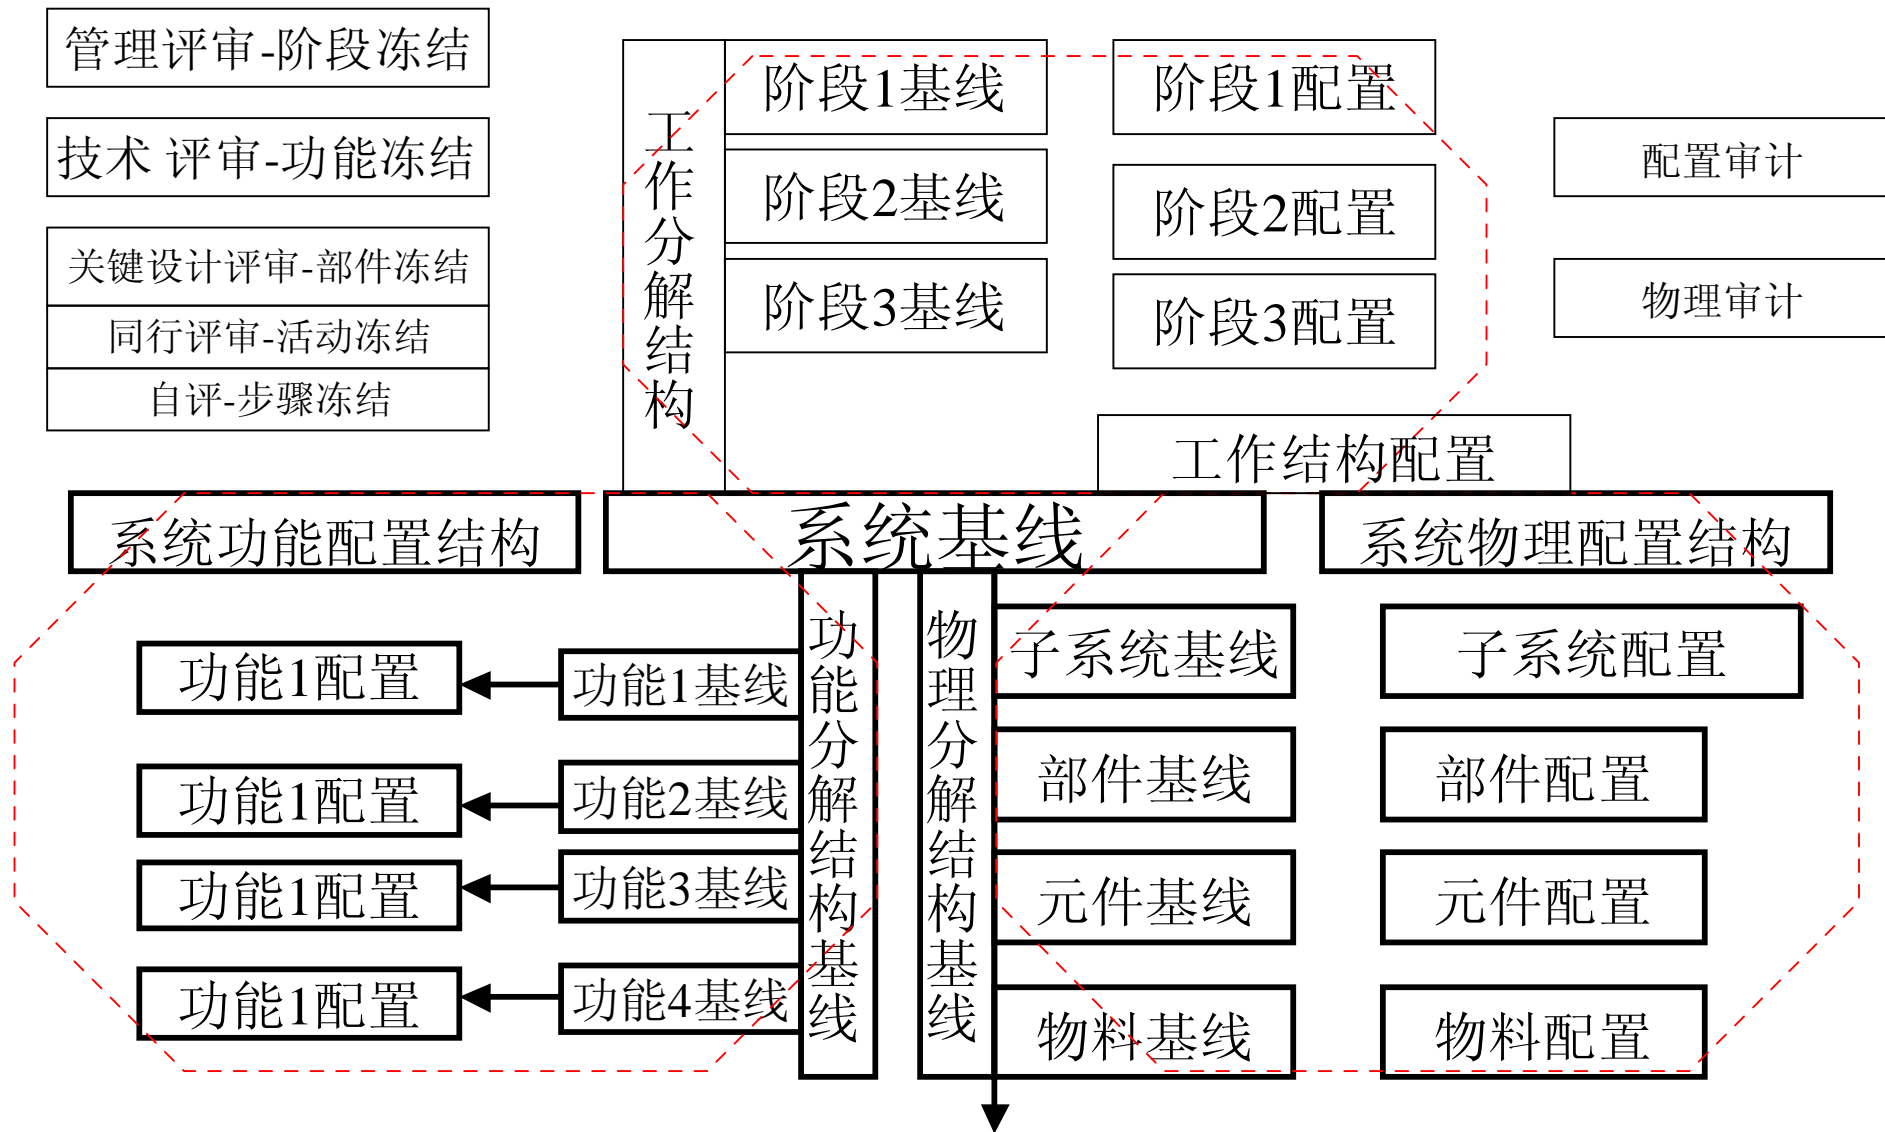 管理评审-阶段冻结
技术 评审-功能冻结
关键设计评审-部件冻结
同行评审-活动冻结
自评-步骤冻结
工作分解结构
阶段1基线
阶段2基线
阶段3基线
阶段1配置
阶段2配置
阶段3配置
配置审计
物理审计
工作结构配置
系统功能配置结构
系统基线
系统物理配置结构
功能1配置
功能1配置
功能1配置
功能1配置
功能1基线
功能2基线
功能3基线
功能4基线
功能分解结构基线
物理分解结构基线
子系统基线
部件基线
元件基线
物料基线
子系统配置
部件配置
元件配置
物料配置